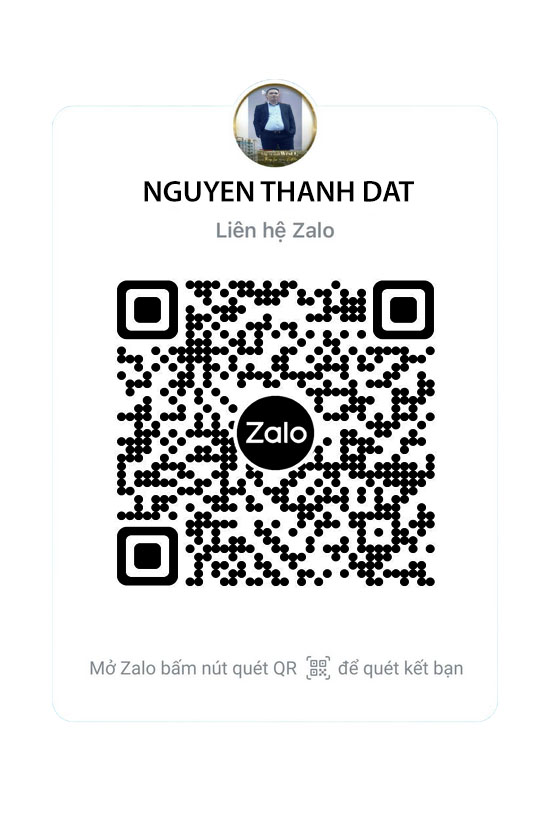 NGUYEN THANH DAT
Liên hệ Zalo
Zalo
Mở Zalo bấm nút quét QR để quét kết bạn